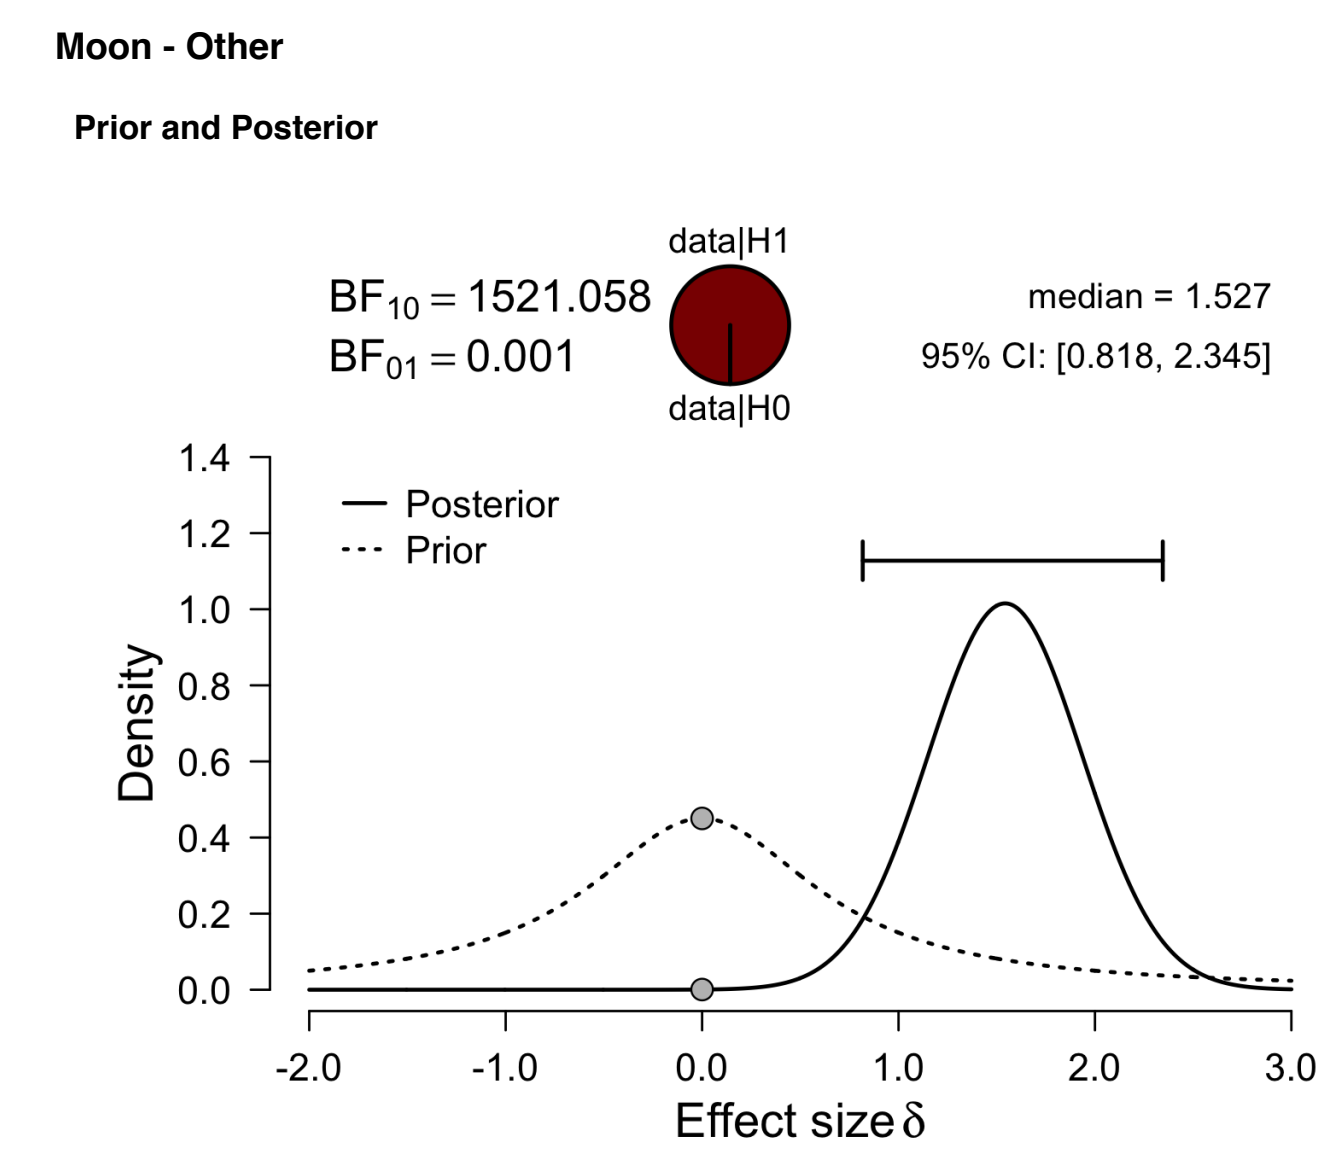 Moon - Other
Prior and Posterior
data|H1
BF₁₀ = 1521.058
median = 1.527
BF₀₁ = 0.001
95% CI: [0.818, 2.345]
data|H0
Posterior
Prior
1.4
1.2
1.0
0.8
0.6
0.4
0.2
0.0
Density
-2.0 -1.0 0.0 1.0 2.0 3.0
Effect size δ